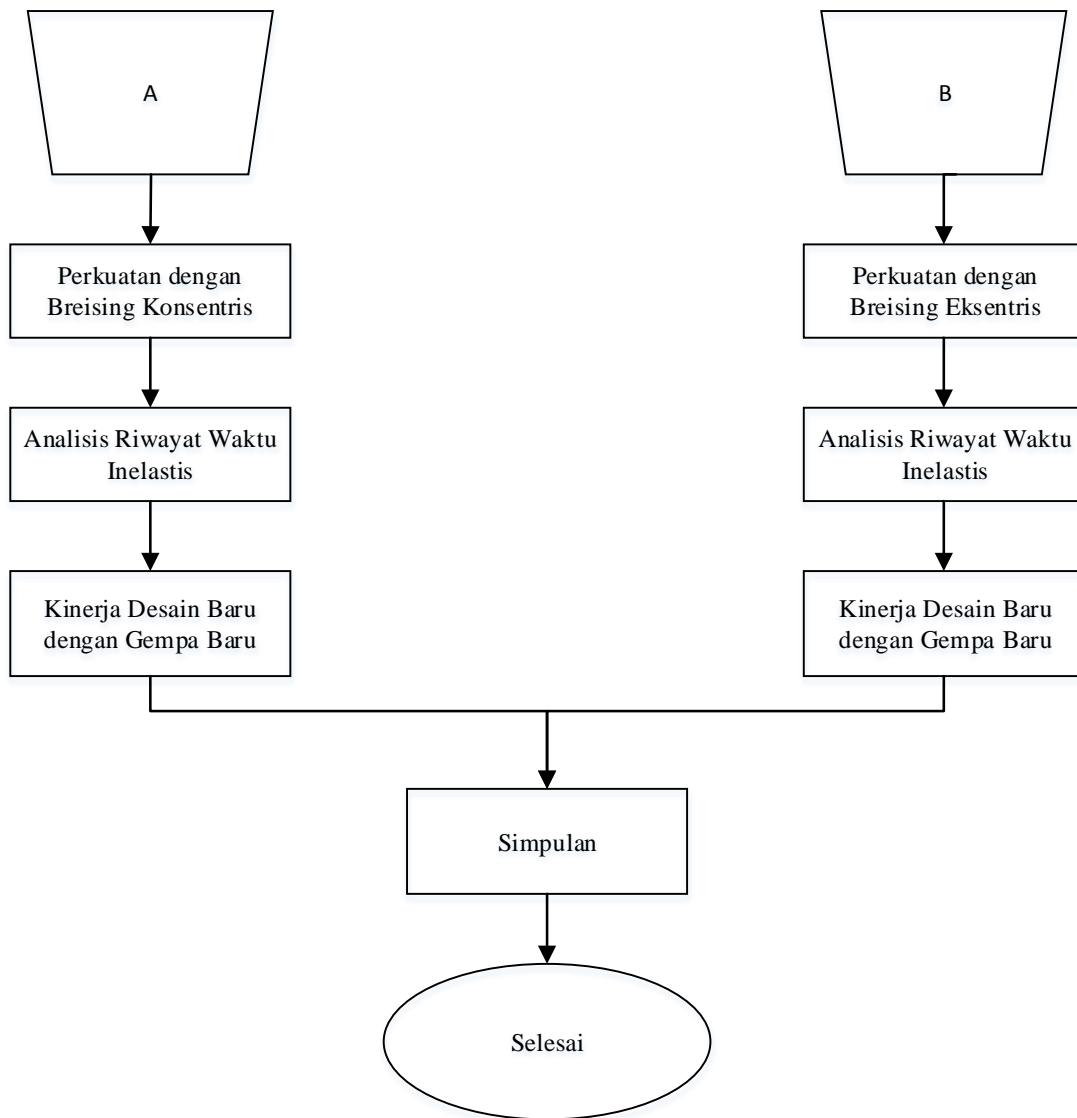 A
B
Perkuatan dengan
Breising Konsentris
Perkuatan dengan
Breising Eksentris
Analisis Riwayat Waktu
Inelastis
Analisis Riwayat Waktu
Inelastis
Kinerja Desain Baru
dengan Gempa Baru
Kinerja Desain Baru
dengan Gempa Baru
Simpulan
Selesai